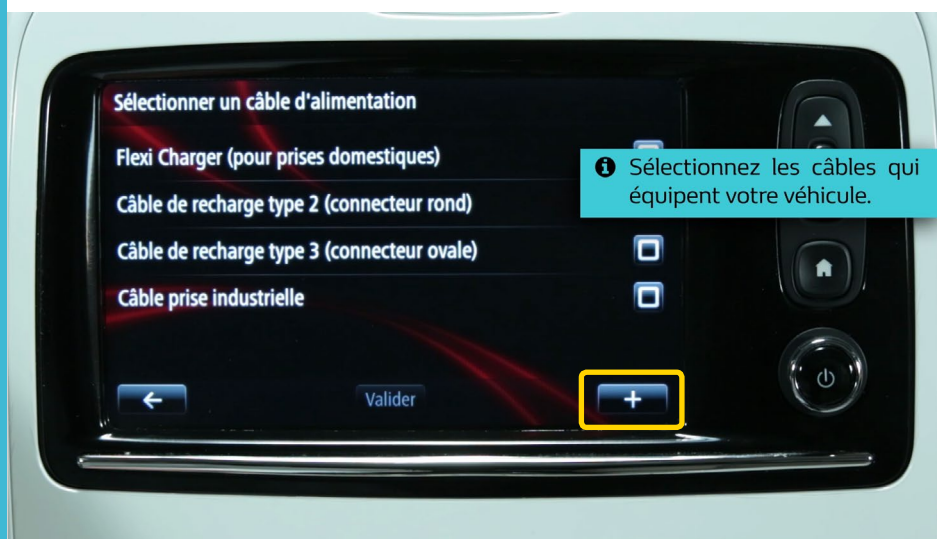 Sélectionner un câble d'alimentation
Flexi Charger (pour prises domestiques)
Sélectionnez les câbles qui
équipent votre véhicule.
Câble de recharge type 2 (connecteur rond)
Câble de recharge type 3 (connecteur ovale)
Câble prise industrielle
Valider